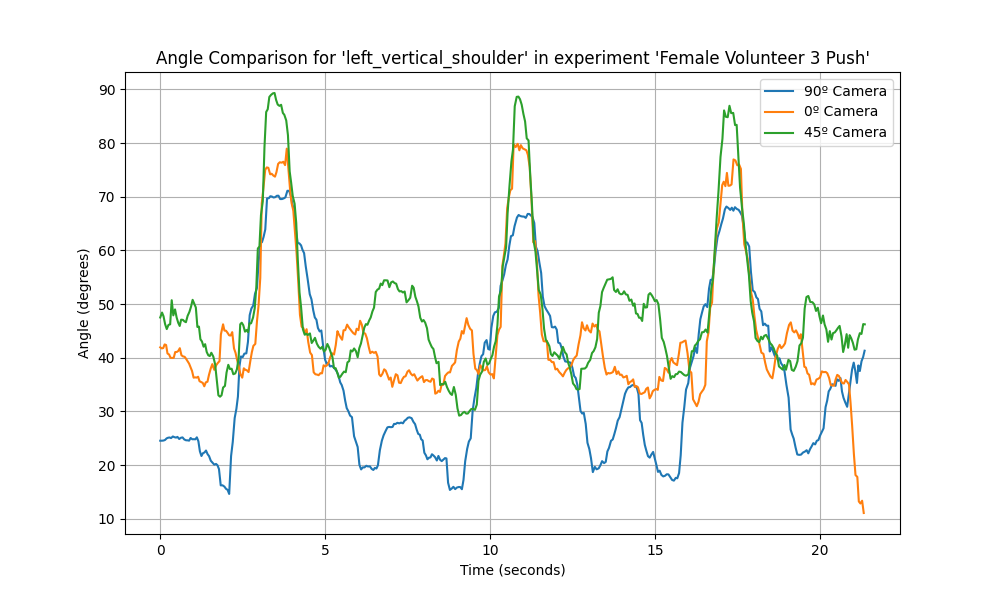 Angle Comparison for 'left_vertical_shoulder' in experiment 'Female Volunteer 3 Push'
90º Camera
0º Camera
45º Camera
Angle (degrees)
90
80
70
60
50
40
30
20
10
0
5
10
15
20
Time (seconds)